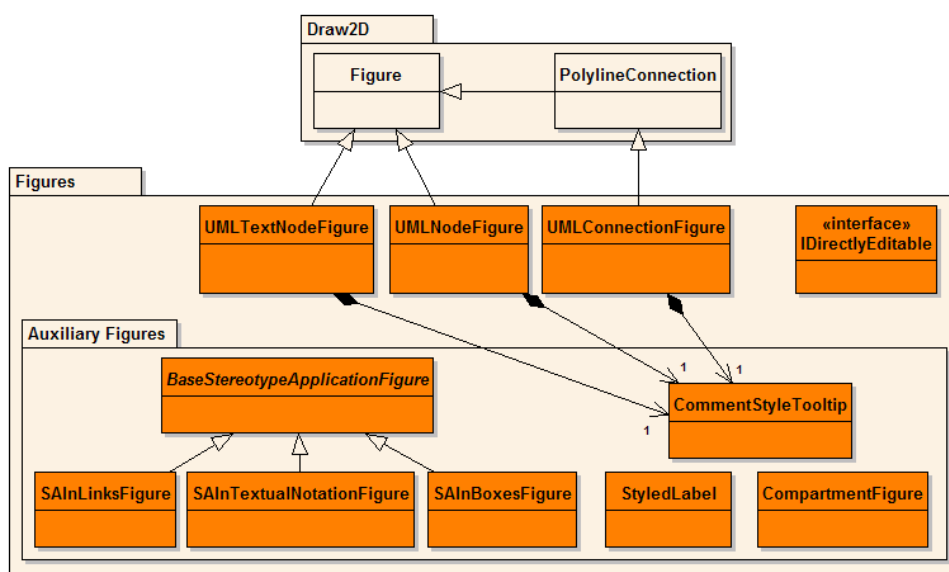 Draw2D
Figure
PolylineConnection
Figures
UMLTextNodeFigure
UMLNodeFigure
UMLConnectionFigure
«interface»
IDirectlyEditable
Auxiliary Figures
BaseStereotypeApplicationFigure
1
1
CommentStyleTooltip
1
SAInLinksFigure
SAInTextualNotationFigure
SAInBoxesFigure
StyledLabel
CompartmentFigure